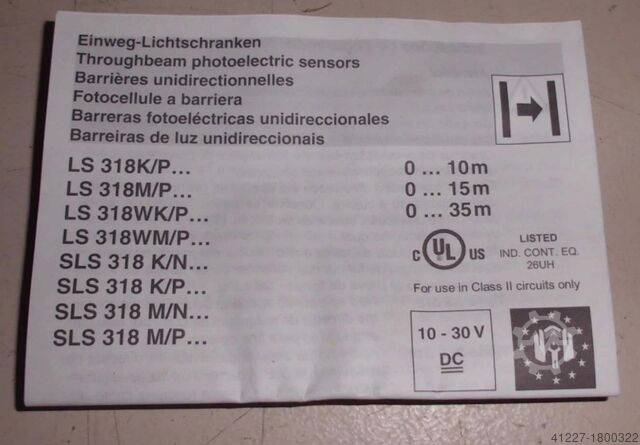 Einweg-Lichtschranken
Throughbeam photoelectric sensors
Barrières unidirectionnelles
Fotocellule a barriera
Barreras fotoeléctricas unidireccionales
Barreiras de luz unidireccionais
LS 318K/P... 0 ... 10m
LS 318M/P... 0 ... 15m
LS 318WK/P... 0 ... 35m
LS 318WM/P...
SLS 318 K/N...
SLS 318 K/P...
SLS 318 M/N...
SLS 318 M/P...
C UL US LISTED
IND. CONT. EQ.
26UH
For use in Class II circuits only
10 - 30 V
DC
41227-1800322